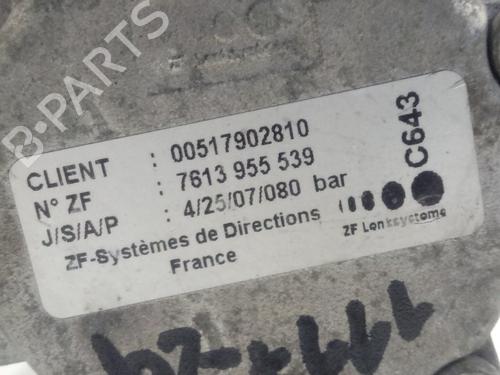 B-PARTS
CLIENT : 00517902810
N° ZF : 7613 955 539
J/S/A/P : 4/25/07/080 bar
ZF-Systèmes de Directions
France
C643
ZF Lenksysteme